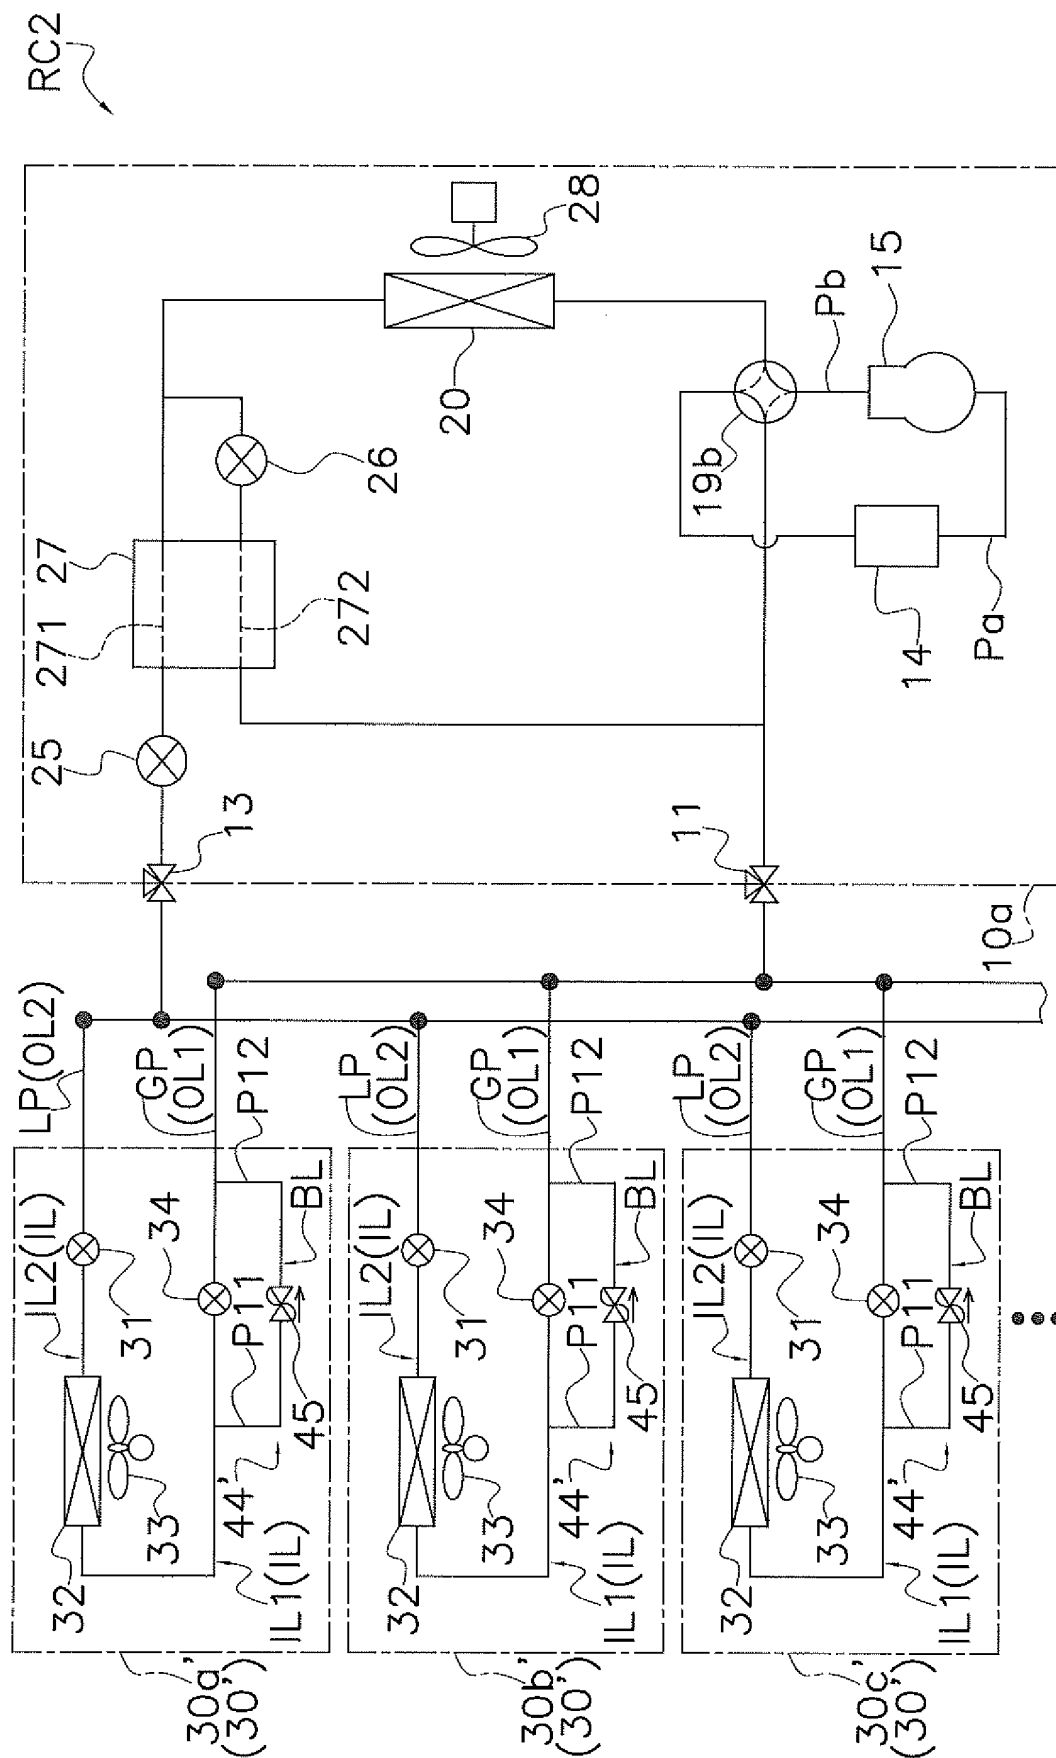 RC2
28
20
26
27
271
272
25
13
19b
Pb
15
14
Pa
11
10a
LP(OL2)
GP
(OL1)
P12
IL2(IL)
31
34
P11
BL
45
32
33
44'
IL1(IL)
30a'
(30')
LP
(OL2)
GP
(OL1)
P12
IL2(IL)
31
34
P11
BL
45
32
33
44'
IL1(IL)
30b'
(30')
LP
(OL2)
GP
(OL1)
P12
IL2(IL)
31
34
P11
BL
45
32
33
44'
IL1(IL)
30c'
(30')